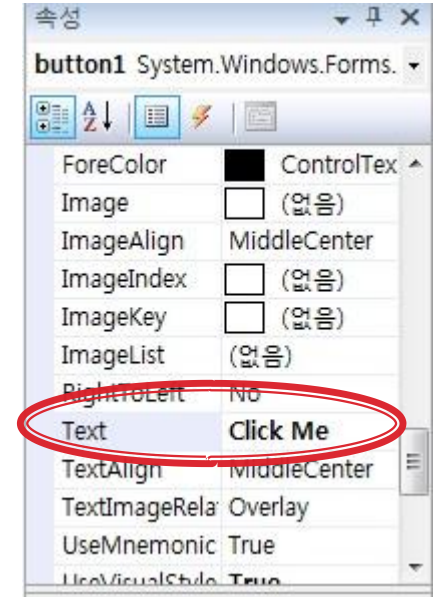 속성
button1 System.Windows.Forms.
A Z
ForeColor ControlTex
Image (없음)
ImageAlign MiddleCenter
ImageIndex (없음)
ImageKey (없음)
ImageList (없음)
RightToLeft No
Text Click Me
TextAlign MiddleCenter
TextImageRela Overlay
UseMnemonic True
UseVisualStyle True